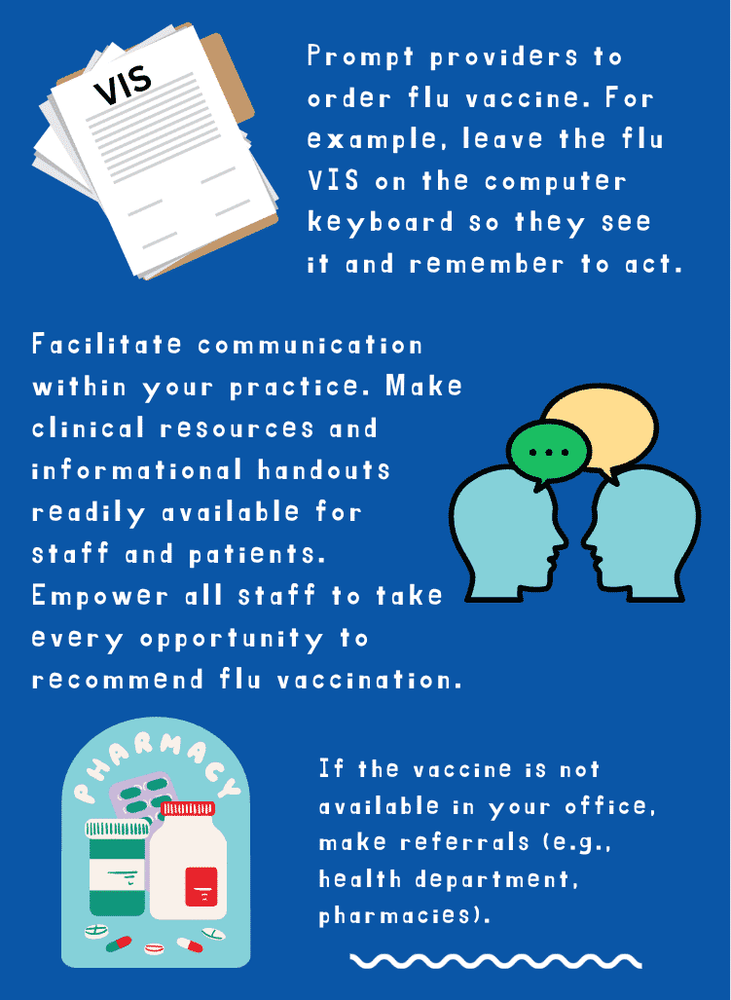 VIS
Prompt providers to
order flu vaccine. For
example, leave the flu
VIS on the computer
keyboard so they see
it and remember to act.
Facilitate communication
within your practice. Make
clinical resources and
informational handouts
readily available for
staff and patients.
Empower all staff to take
every opportunity to
recommend flu vaccination.
PHARMACY
If the vaccine is not
available in your office,
make referrals (e.g.,
health department,
pharmacies).